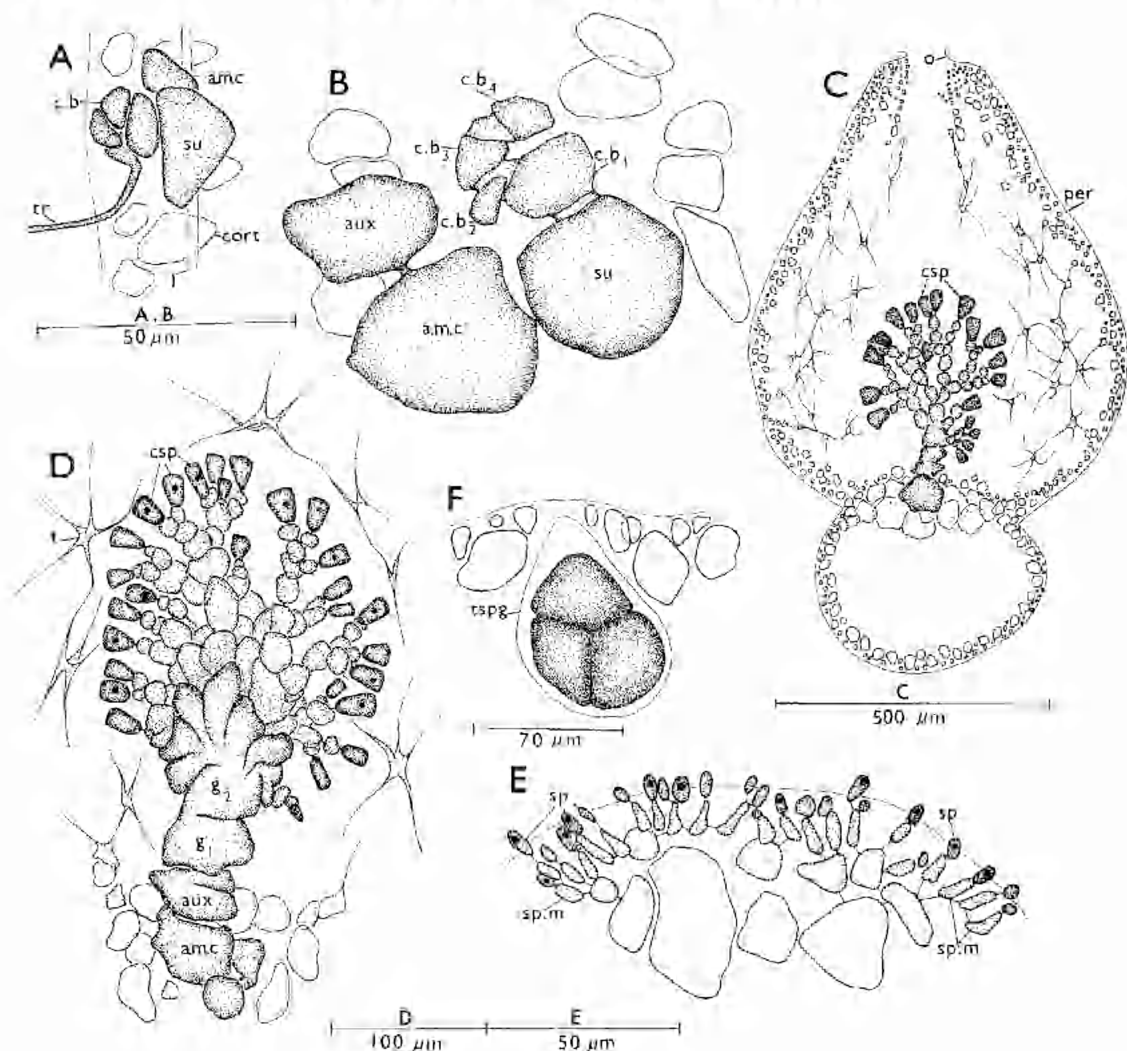 A
amc
c.b
su
tr
cort
A, B
50 µm
B
c.b4
c.b3
c.b1
c.b2
aux
su
a.m.c
C
o
per
csp
C
500 µm
D
csp
f
g2
g1
aux
amc
F
tspg
70 µm
E
sp
sp
sp.m
sp.m
D
E
100 µm
50 µm